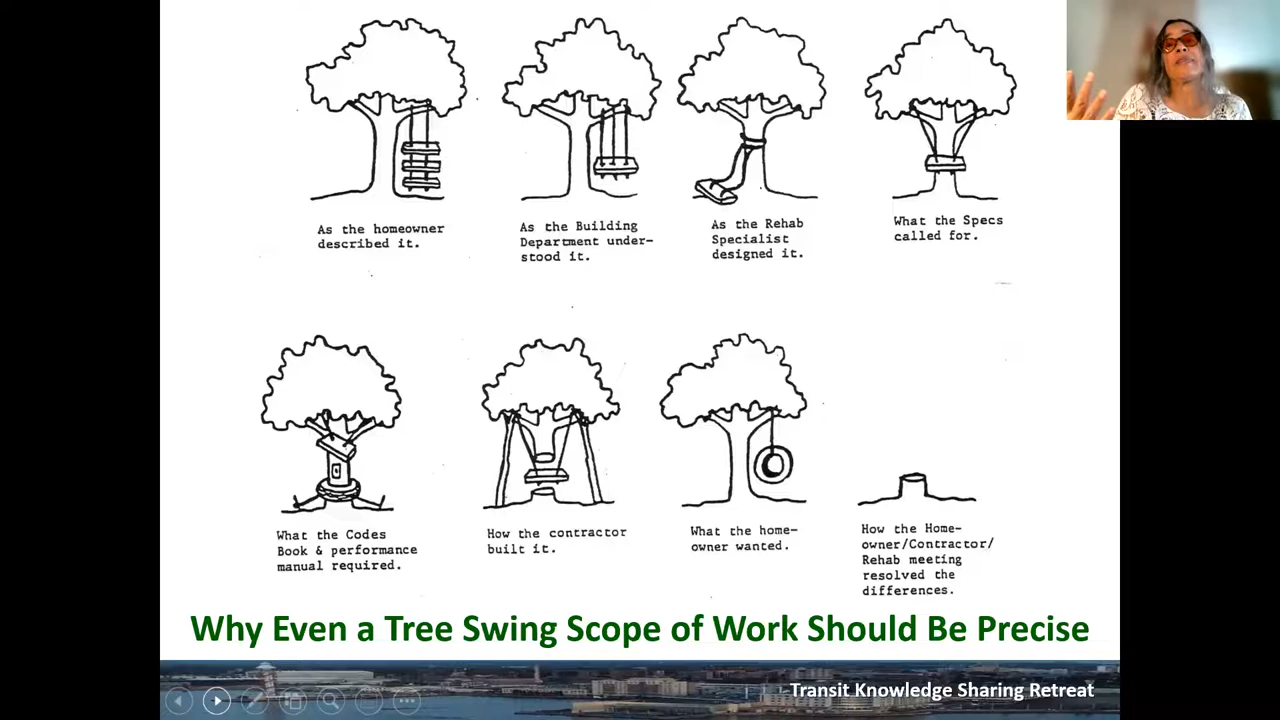 As the homeowner
described it.
As the Building
Department under-
stood it.
As the Rehab
Specialist
designed it.
What the Specs
called for.
What the Codes
Book & performance
manual required.
How the contractor
built it.
What the home-
owner wanted.
How the Home-
owner/Contractor/
Rehab meeting
resolved the
differences.
Why Even a Tree Swing Scope of Work Should Be Precise
Transit Knowledge Sharing Retreat